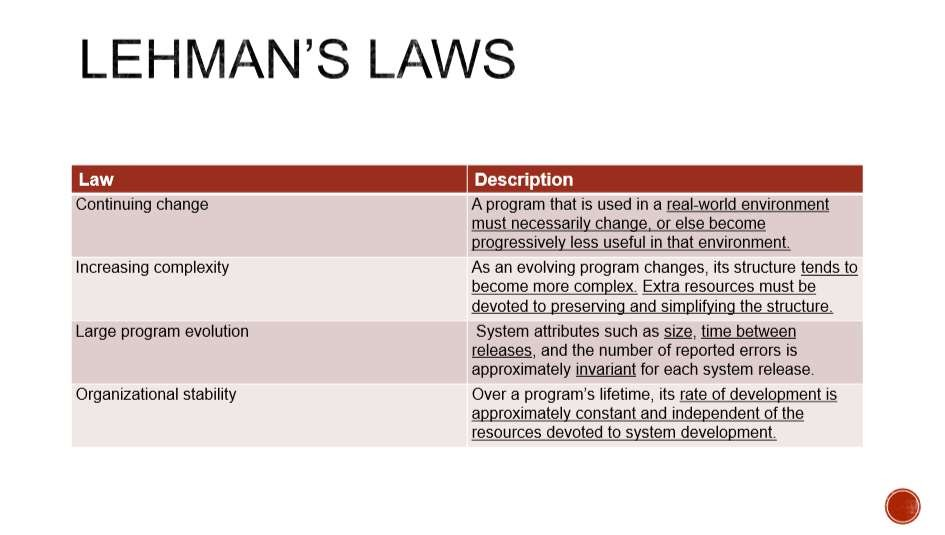 LEHMAN'S LAWS
Law
Description
Continuing change
A program that is used in a real-world environment
must necessarily change, or else become
progressively less useful in that environment.
Increasing complexity
As an evolving program changes, its structure tends to
become more complex. Extra resources must be
devoted to preserving and simplifying the structure.
Large program evolution
System attributes such as size, time between
releases, and the number of reported errors is
approximately invariant for each system release.
Organizational stability
Over a program's lifetime, its rate of development is
approximately constant and independent of the
resources devoted to system development.